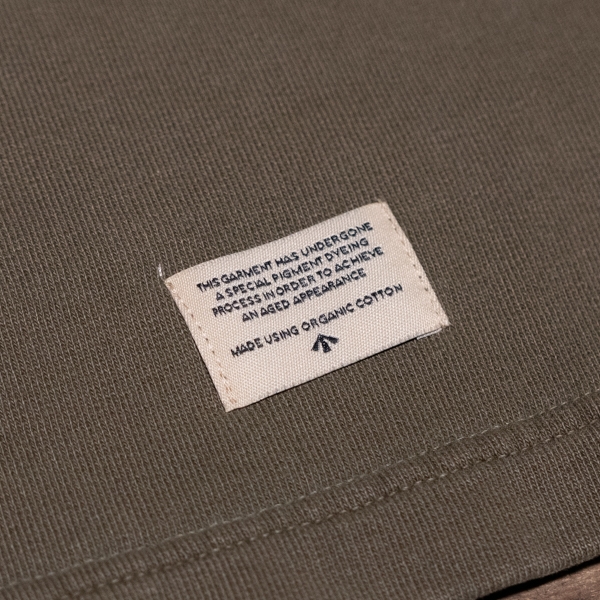 THIS GARMENT HAS UNDERGONE
A SPECIAL PIGMENT DYEING
PROCESS IN ORDER TO ACHIEVE
AN AGED APPEARANCE
MADE USING ORGANIC COTTON